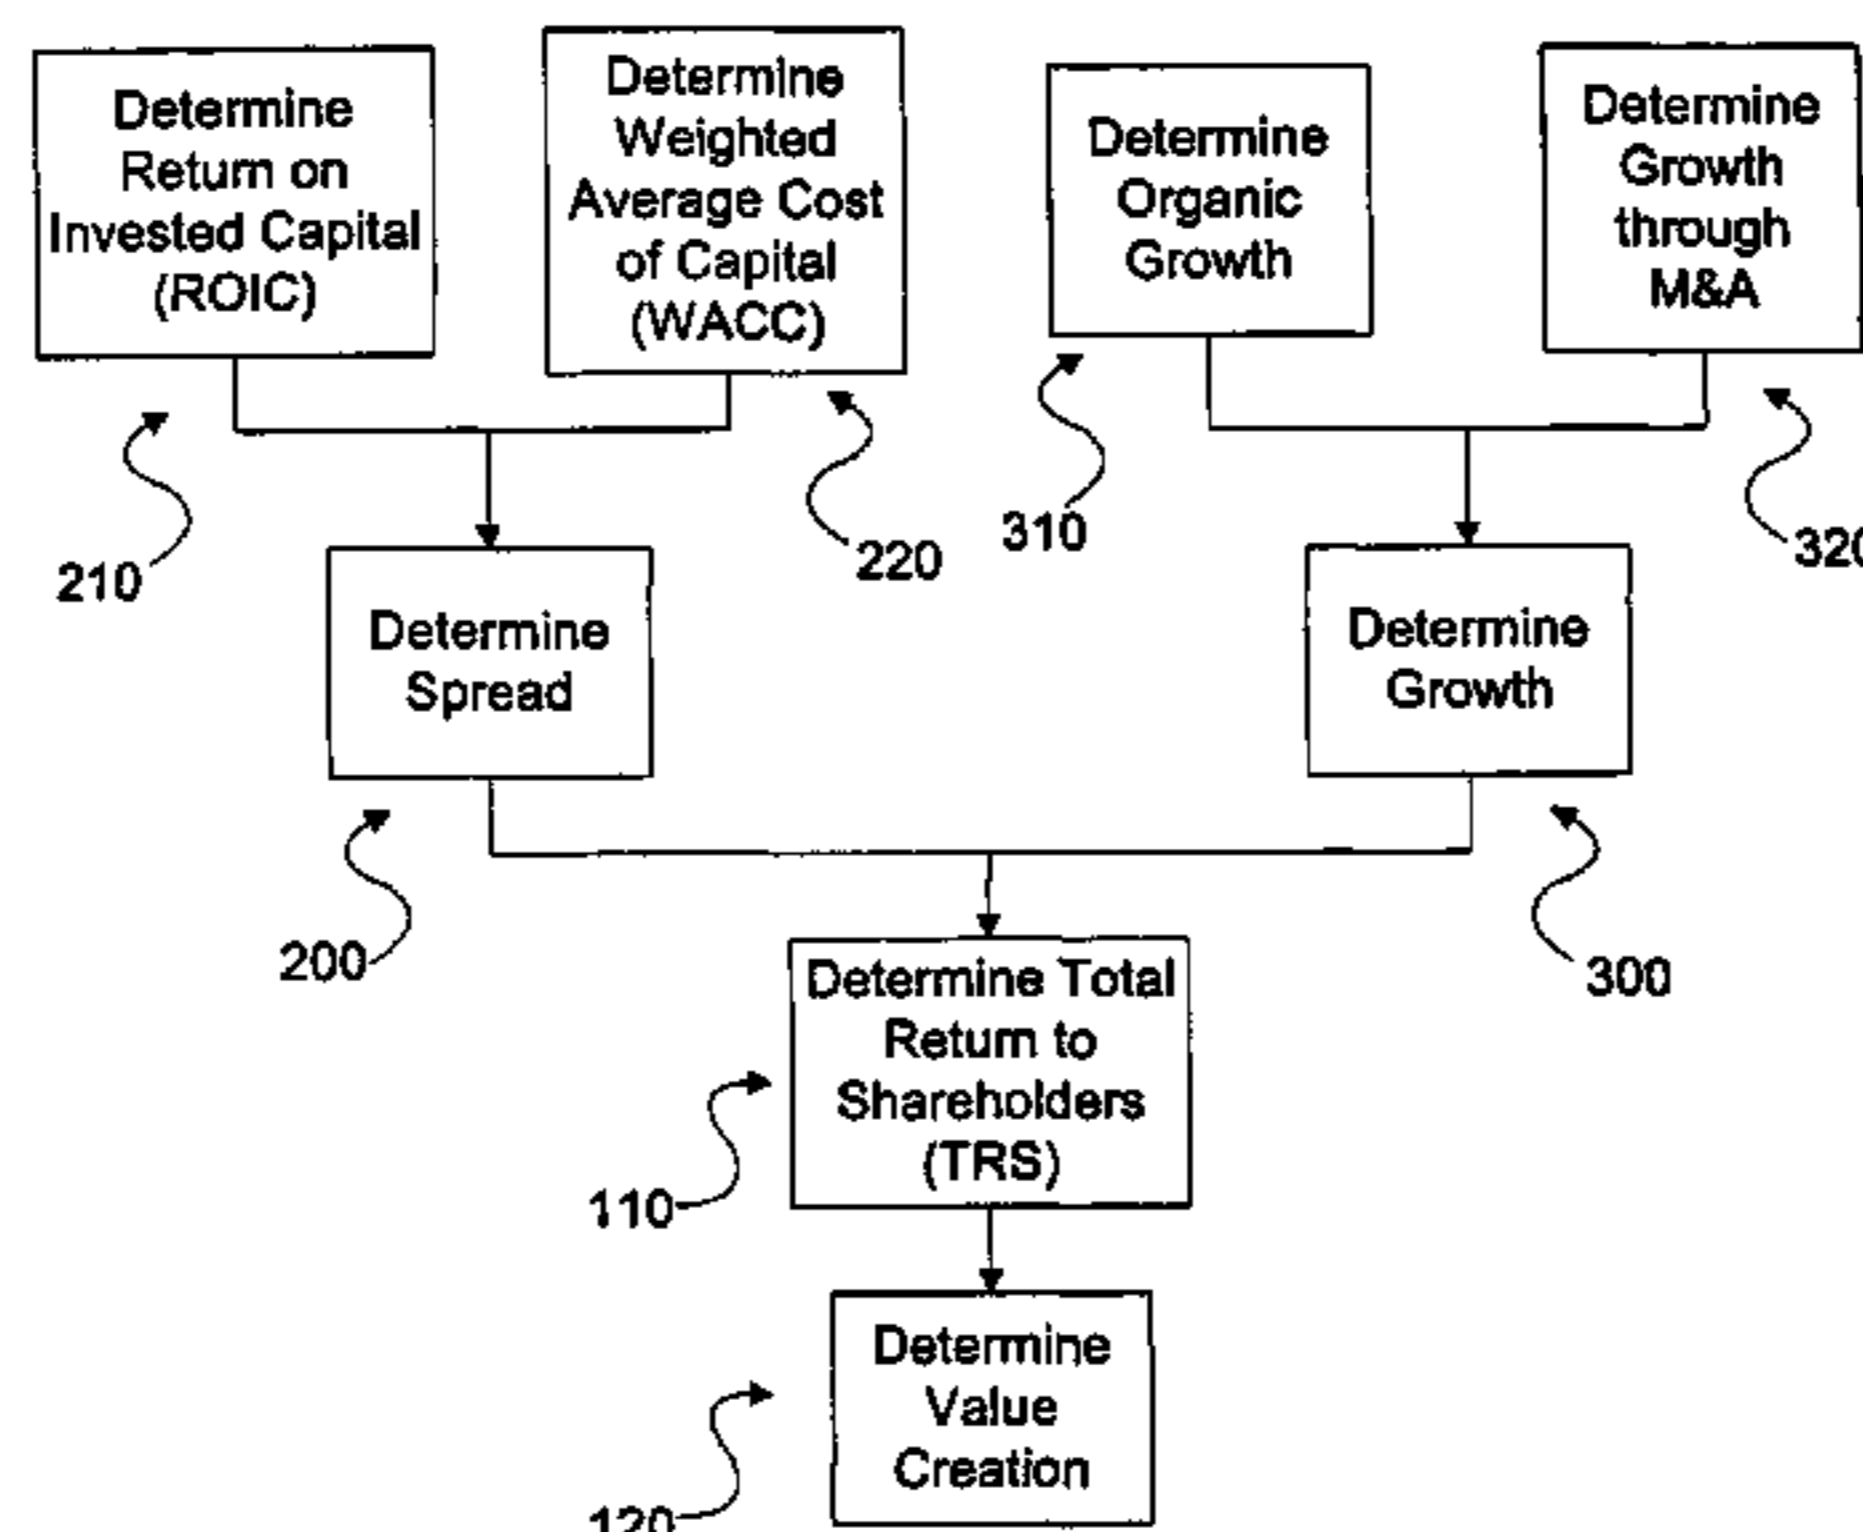 Determine
Return on
Invested Capital
(ROIC)
Determine
Weighted
Average Cost
of Capital
(WACC)
Determine
Organic
Growth
Determine
Growth
through
M&A
210
220
310
320
Determine
Spread
Determine
Growth
200
300
Determine Total
Return to
Shareholders
(TRS)
110
Determine
Value
Creation
120